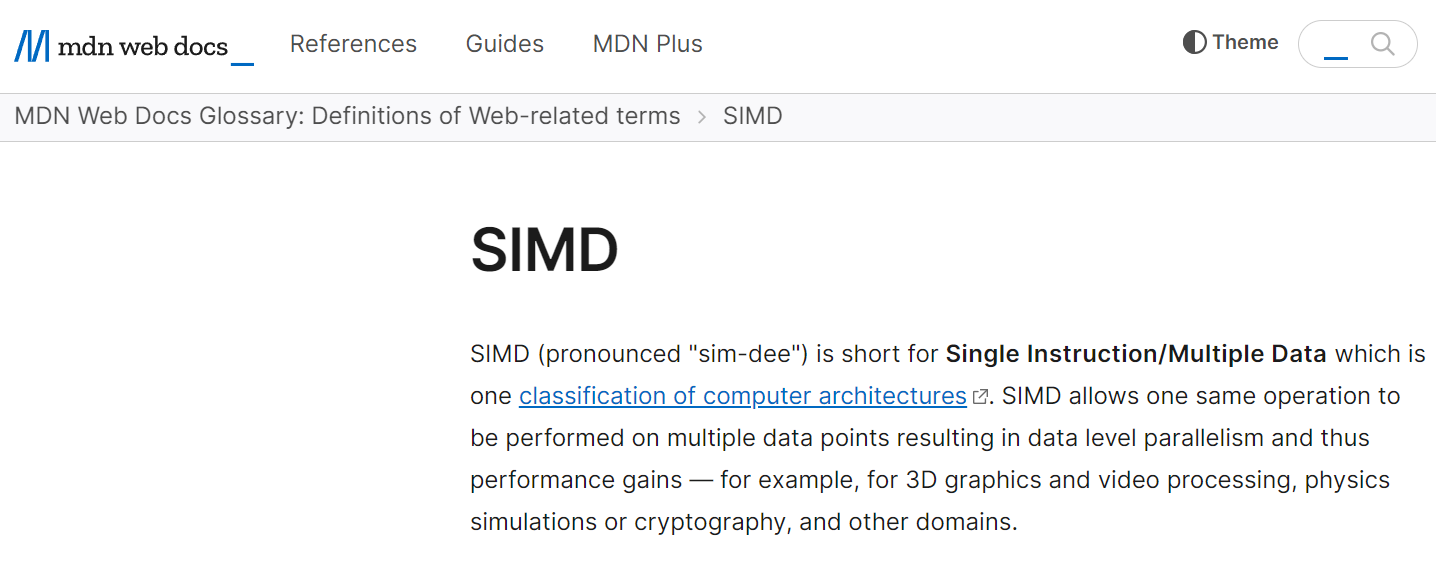 mdn web docs_ References Guides MDN Plus Theme
MDN Web Docs Glossary: Definitions of Web-related terms SIMD
SIMD
SIMD (pronounced "sim-dee") is short for Single Instruction/Multiple Data which is
one classification of computer architectures. SIMD allows one same operation to
be performed on multiple data points resulting in data level parallelism and thus
performance gains — for example, for 3D graphics and video processing, physics
simulations or cryptography, and other domains.